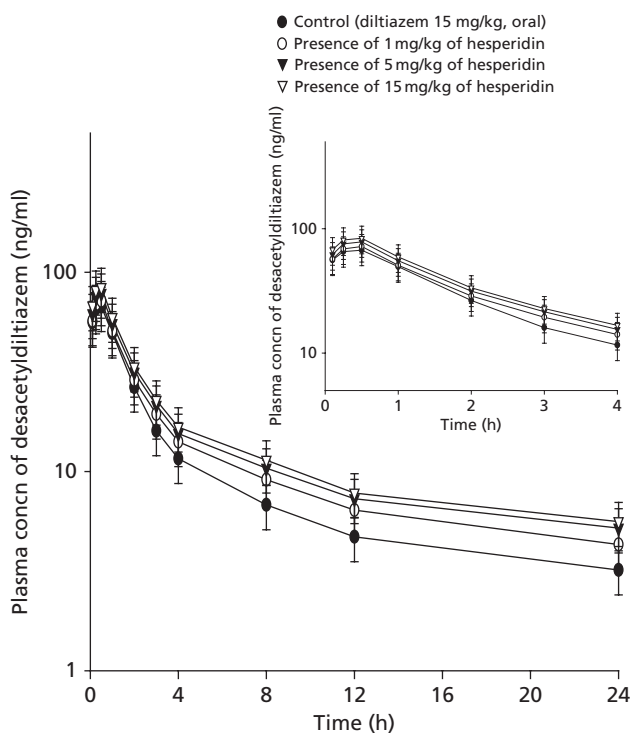 Control (diltiazem 15 mg/kg, oral)
Presence of 1 mg/kg of hesperidin
Presence of 5 mg/kg of hesperidin
Presence of 15 mg/kg of hesperidin
Plasma concn of desacetyldiltiazem (ng/ml)
100
10
1
0 4 8 12 16 20 24
Time (h)
Plasma concn of desacetyldiltiazem (ng/ml)
100
10
0 1 2 3 4
Time (h)